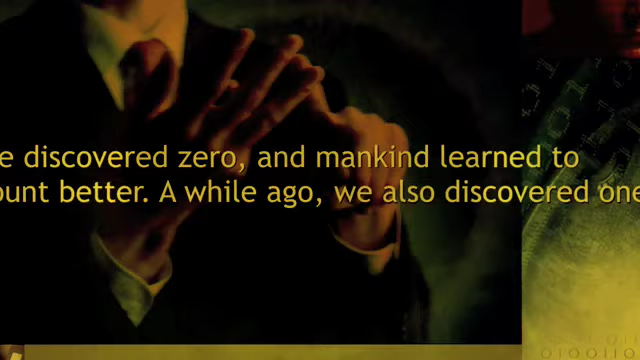 e discovered zero, and mankind learned to
ount better. A while ago, we also discovered one